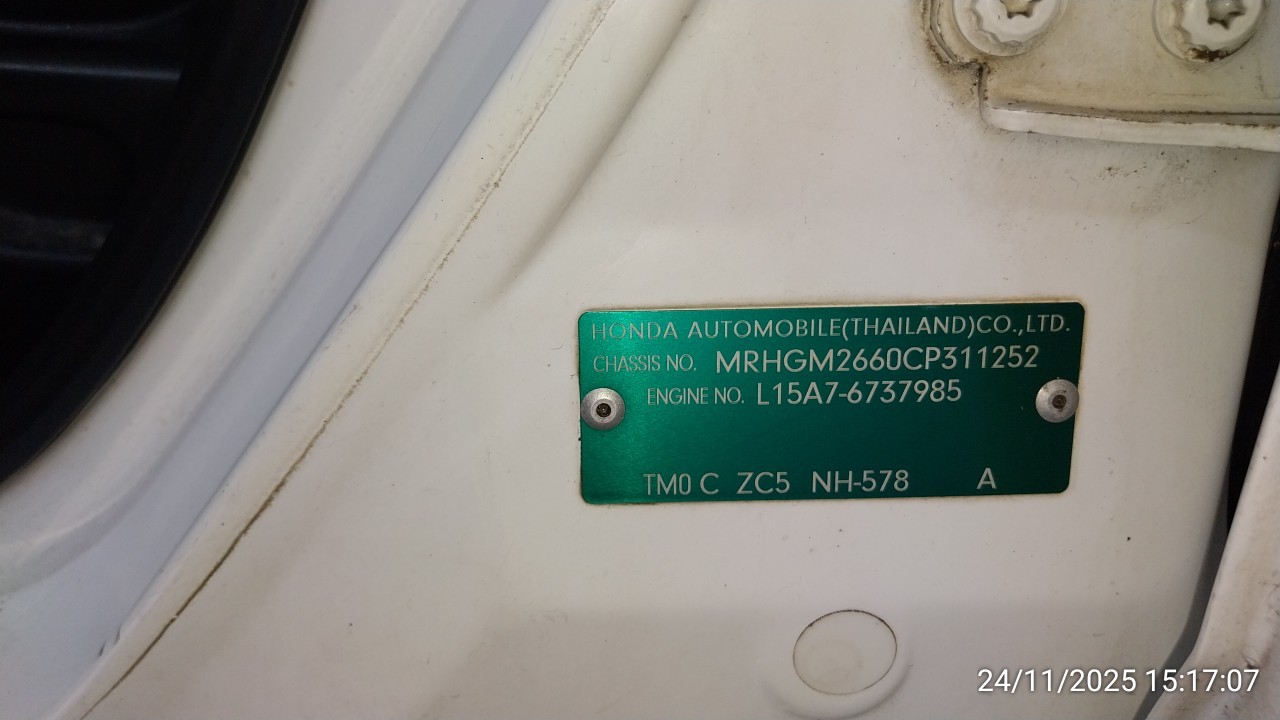 HONDA AUTOMOBILE(THAILAND)CO.,LTD.
CHASSIS NO. MRHGM2660CP311252
ENGINE NO. L15A7-6737985
TM0 C ZC5 NH-578 A
24/11/2025 15:17:07